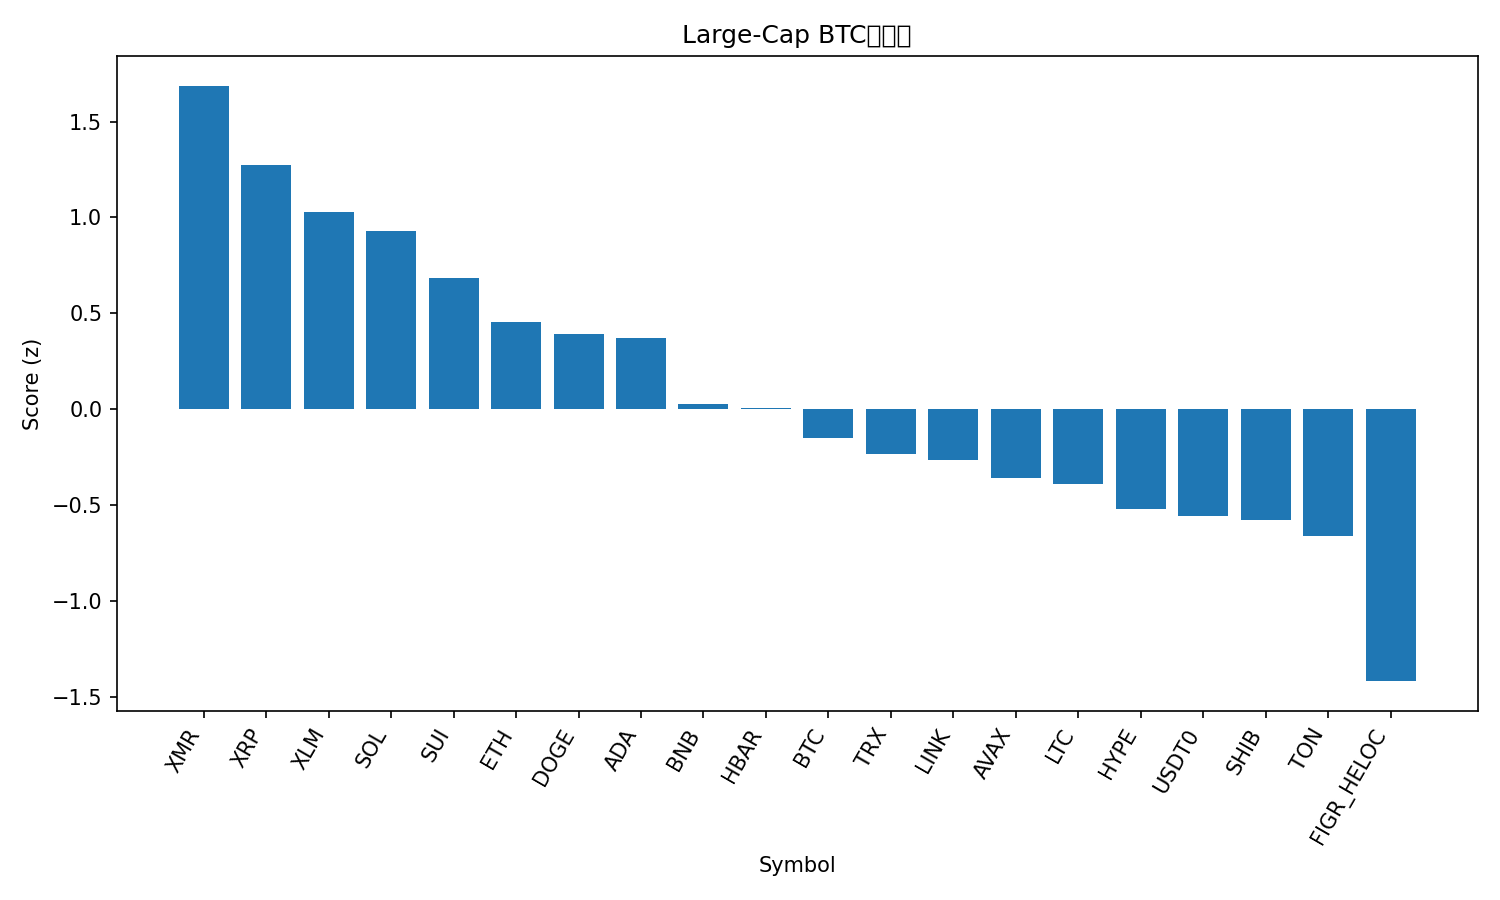 Large-Cap BTC
1.5
1.0
0.5
0.0
−0.5
−1.0
−1.5
Score (z)
XMR
XRP
XLM
SOL
SUI
ETH
DOGE
ADA
BNB
HBAR
BTC
TRX
LINK
AVAX
LTC
HYPE
USDT0
SHIB
TON
FIGR_HELOC
Symbol